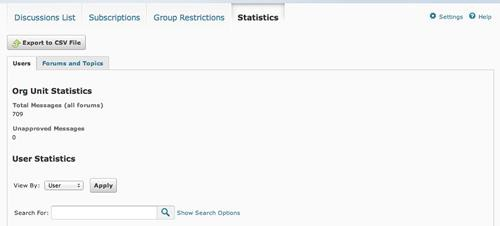 Discussions List Subscriptions Group Restrictions Statistics Settings Help
Export to CSV File
Users Forums and Topics
Org Unit Statistics
Total Messages (all forums)
709
Unapproved Messages
0
User Statistics
View By: User Apply
Search For: Show Search Options